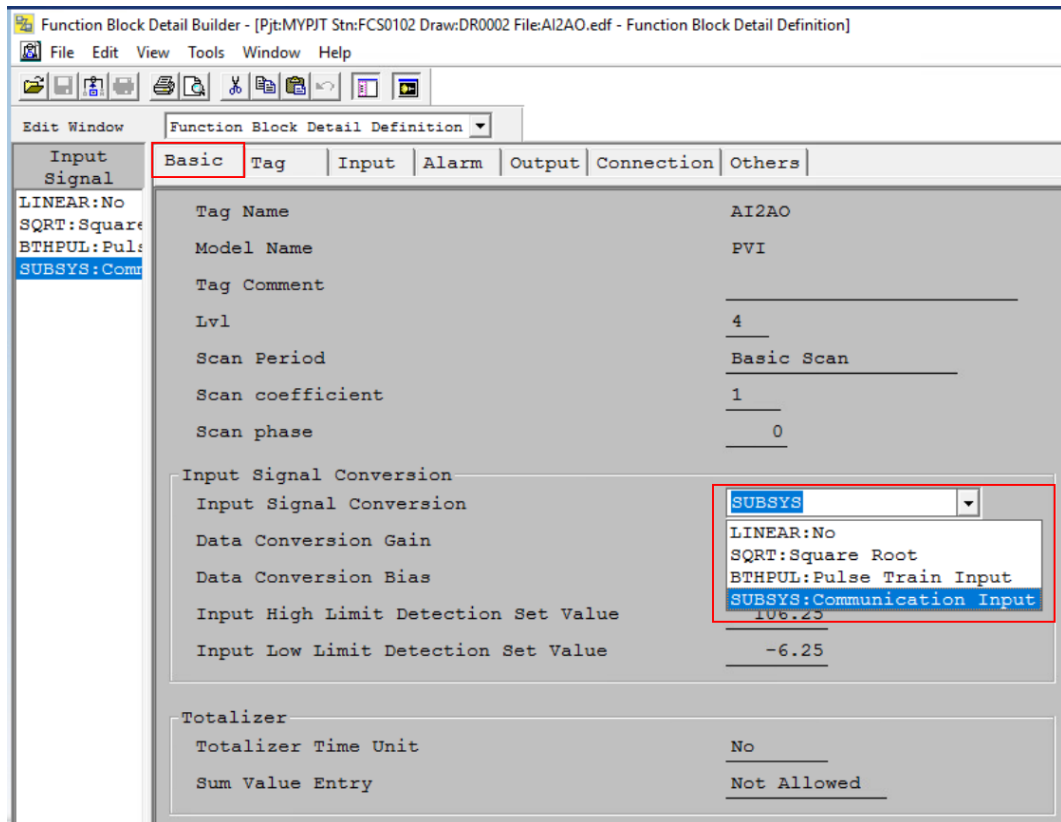 Function Block Detail Builder - [Pjt:MYPJT Stn:FCS0102 Draw:DR0002 File:AI2AO.edf - Function Block Detail Definition]
File Edit View Tools Window Help
Edit Window Function Block Detail Definition
Input Signal
LINEAR:No
SQRT:Square
BTHPUL:Puls
SUBSYS:Comm
Basic Tag Input Alarm Output Connection Others
Tag Name AI2AO
Model Name PVI
Tag Comment
Lvl 4
Scan Period Basic Scan
Scan coefficient 1
Scan phase 0
Input Signal Conversion
Input Signal Conversion SUBSYS
LINEAR:No
SQRT:Square Root
BTHPUL:Pulse Train Input
SUBSYS:Communication Input
Data Conversion Gain
Data Conversion Bias
Input High Limit Detection Set Value 106.25
Input Low Limit Detection Set Value -6.25
Totalizer
Totalizer Time Unit No
Sum Value Entry Not Allowed